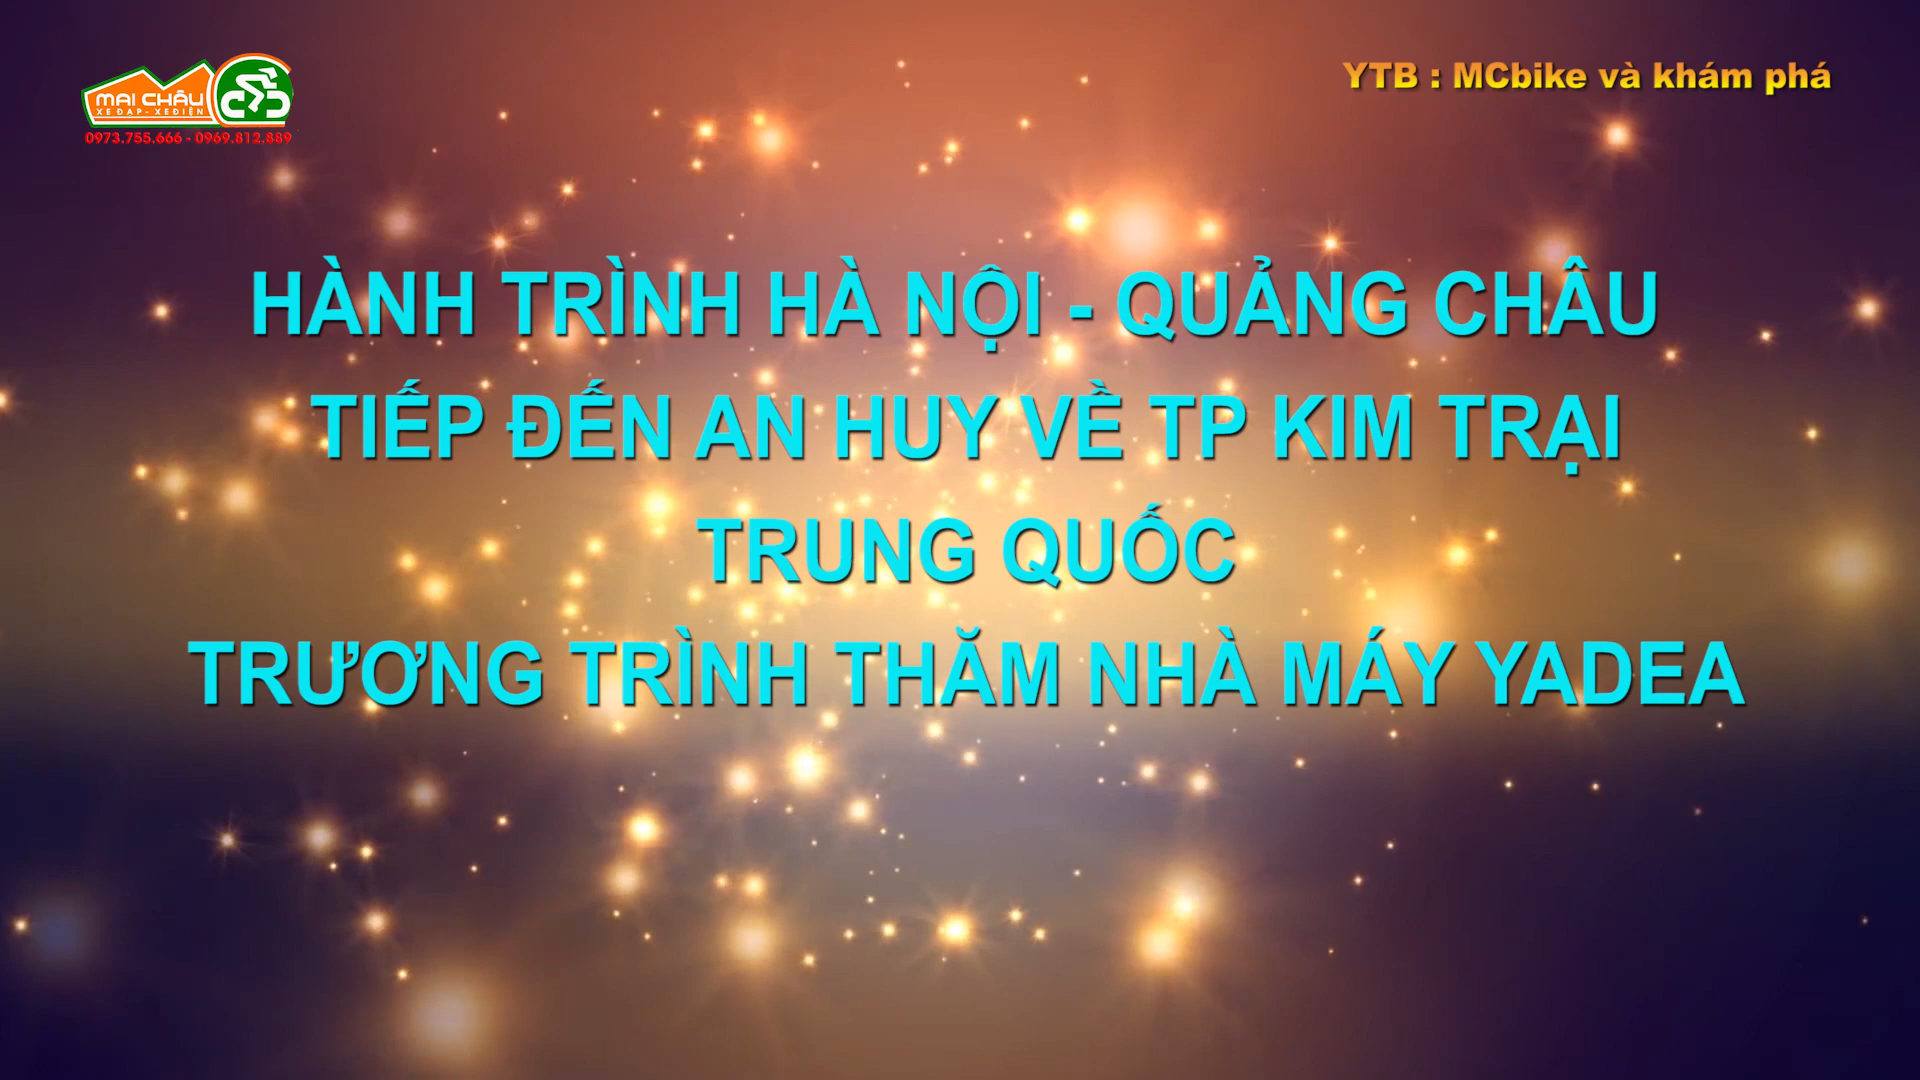 MAI CHÂU
XE ĐẠP - XE ĐIỆN
0973.755.666 - 0969.812.889
YTB : MCbike và khám phá
HÀNH TRÌNH HÀ NỘI - QUẢNG CHÂU
TIẾP ĐẾN AN HUY VỀ TP KIM TRẠI
TRUNG QUỐC
TRƯƠNG TRÌNH THĂM NHÀ MÁY YADEA